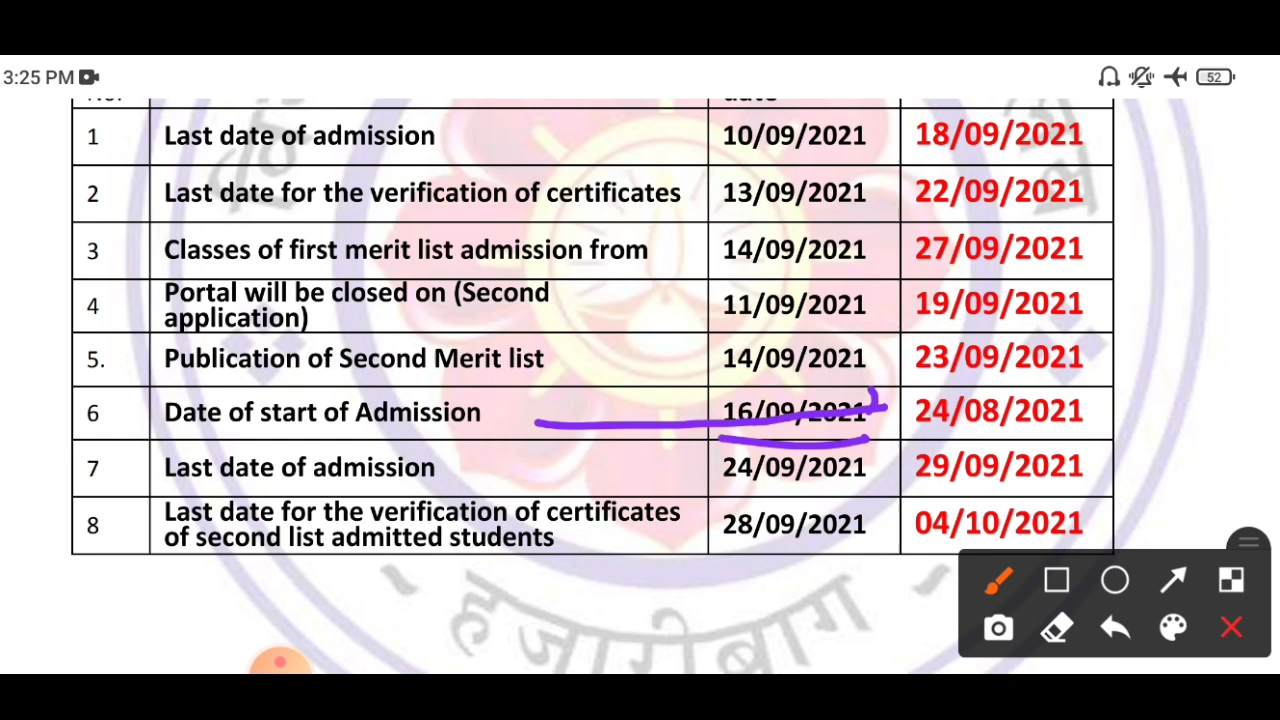 3:25 PM
52
1 Last date of admission 10/09/2021 18/09/2021
2 Last date for the verification of certificates 13/09/2021 22/09/2021
3 Classes of first merit list admission from 14/09/2021 27/09/2021
4 Portal will be closed on (Second
application) 11/09/2021 19/09/2021
5. Publication of Second Merit list 14/09/2021 23/09/2021
6 Date of start of Admission 16/09/2021 24/08/2021
7 Last date of admission 24/09/2021 29/09/2021
8 Last date for the verification of certificates
of second list admitted students 28/09/2021 04/10/2021
हजारीबाग